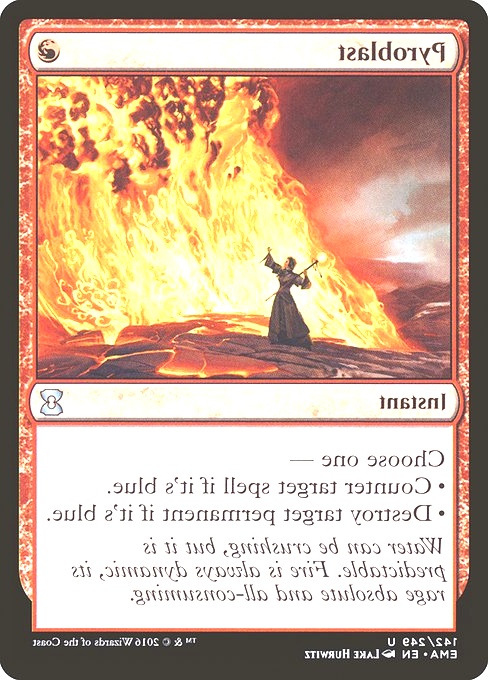 Pyroblast
Instant
Choose one —
• Counter target spell if it's blue.
• Destroy target permanent if it's blue.
Water can be crushing, but it is
predictable. Fire is always dynamic, its
rage absolute and all-consuming.
142/249 U
EMA • EN Lake Hurwitz
™ & © 2016 Wizards of the Coast